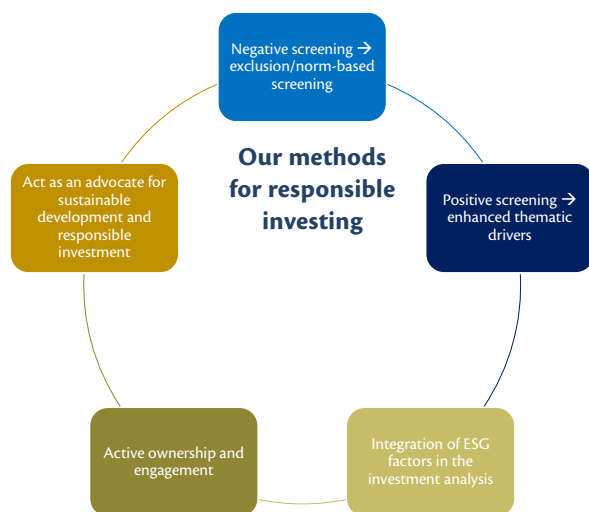 Negative screening →
exclusion/norm-based
screening
Our methods
for responsible
investing
Positive screening →
enhanced thematic
drivers
Integration of ESG
factors in the
investment analysis
Active ownership and
engagement
Act as an advocate for
sustainable
development and
responsible
investment